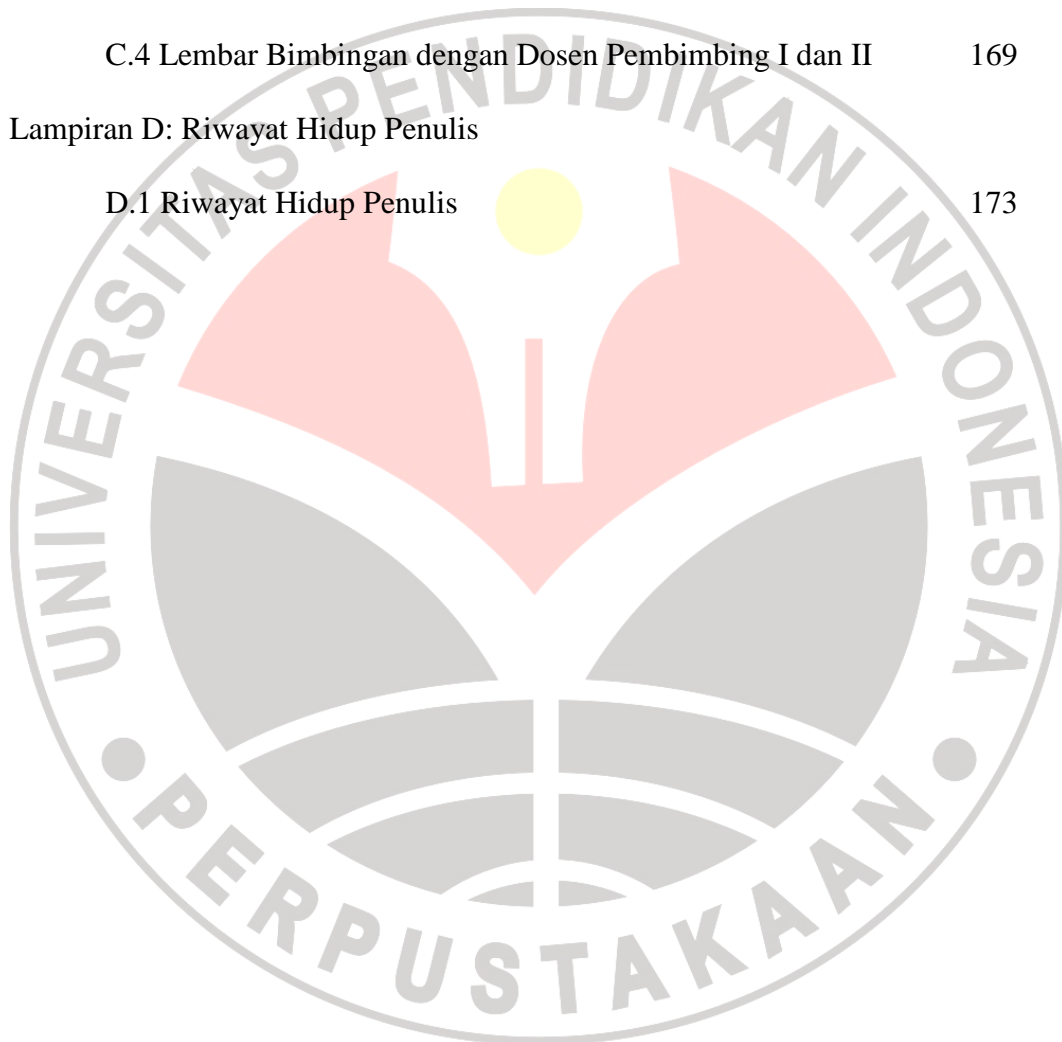 C.4 Lembar Bimbingan dengan Dosen Pembimbing I dan II 169
Lampiran D: Riwayat Hidup Penulis
D.1 Riwayat Hidup Penulis 173
UNIVERSITAS PENDIDIKAN INDONESIA
PERPUSTAKAAN